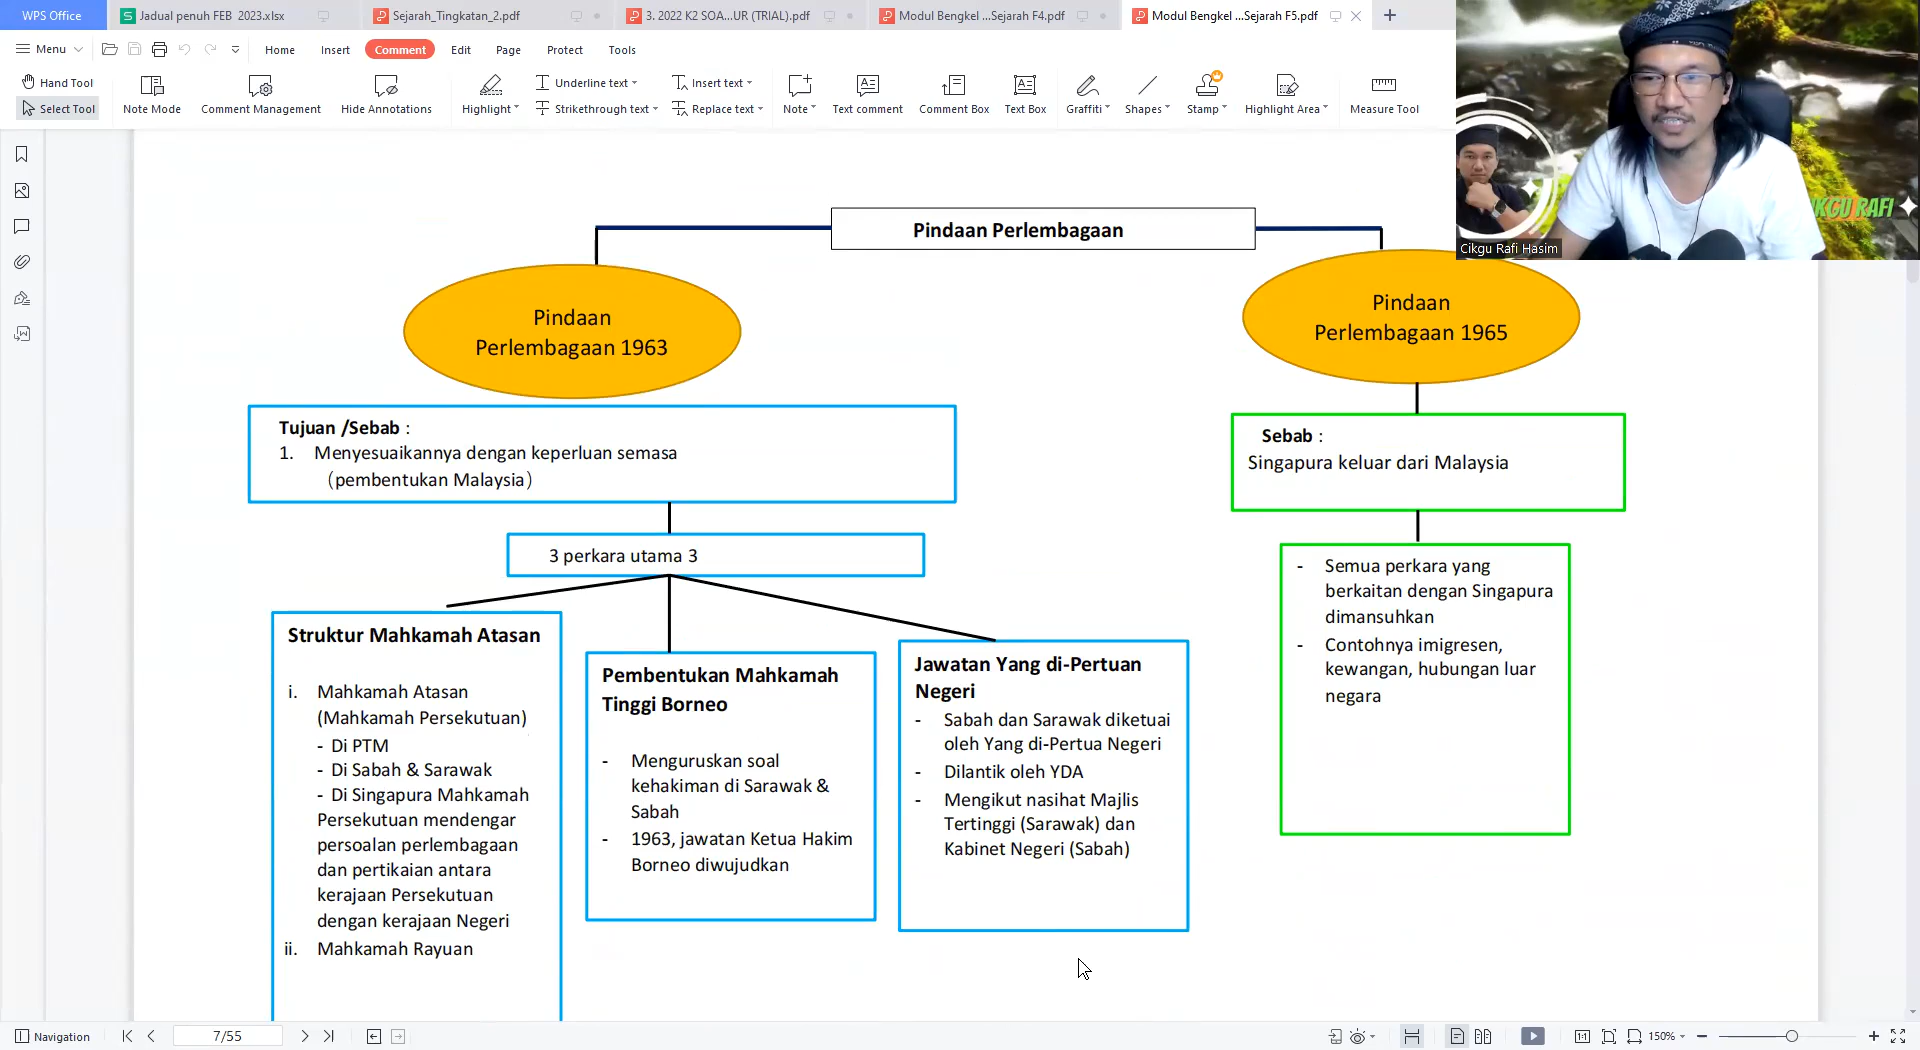 WPS Office
Jadual penuh FEB 2023.xlsx
Sejarah_Tingkatan_2.pdf
3. 2022 K2 SOA...UR (TRIAL).pdf
Modul Bengkel ...Sejarah F4.pdf
Modul Bengkel ...Sejarah F5.pdf
Menu
Home
Insert
Comment
Edit
Page
Protect
Tools
Hand Tool
Select Tool
Note Mode
Comment Management
Hide Annotations
Highlight
Underline text
Strikethrough text
Insert text
Replace text
Note
Text comment
Comment Box
Text Box
Graffiti
Shapes
Stamp
Highlight Area
Measure Tool
KGU RAFI
Cikgu Rafi Hasim
Pindaan Perlembagaan
Pindaan
Perlembagaan 1963
Pindaan
Perlembagaan 1965
Tujuan /Sebab :
1. Menyesuaikannya dengan keperluan semasa
(pembentukan Malaysia)
Sebab :
Singapura keluar dari Malaysia
3 perkara utama 3
Struktur Mahkamah Atasan
i. Mahkamah Atasan
(Mahkamah Persekutuan)
- Di PTM
- Di Sabah & Sarawak
- Di Singapura Mahkamah
Persekutuan mendengar
persoalan perlembagaan
dan pertikaian antara
kerajaan Persekutuan
dengan kerajaan Negeri
ii. Mahkamah Rayuan
Pembentukan Mahkamah
Tinggi Borneo
- Menguruskan soal
kehakiman di Sarawak &
Sabah
- 1963, jawatan Ketua Hakim
Borneo diwujudkan
Jawatan Yang di-Pertuan
Negeri
- Sabah dan Sarawak diketuai
oleh Yang di-Pertua Negeri
- Dilantik oleh YDA
- Mengikut nasihat Majlis
Tertinggi (Sarawak) dan
Kabinet Negeri (Sabah)
- Semua perkara yang
berkaitan dengan Singapura
dimansuhkan
- Contohnya imigresen,
kewangan, hubungan luar
negara
Navigation
7/55
150%